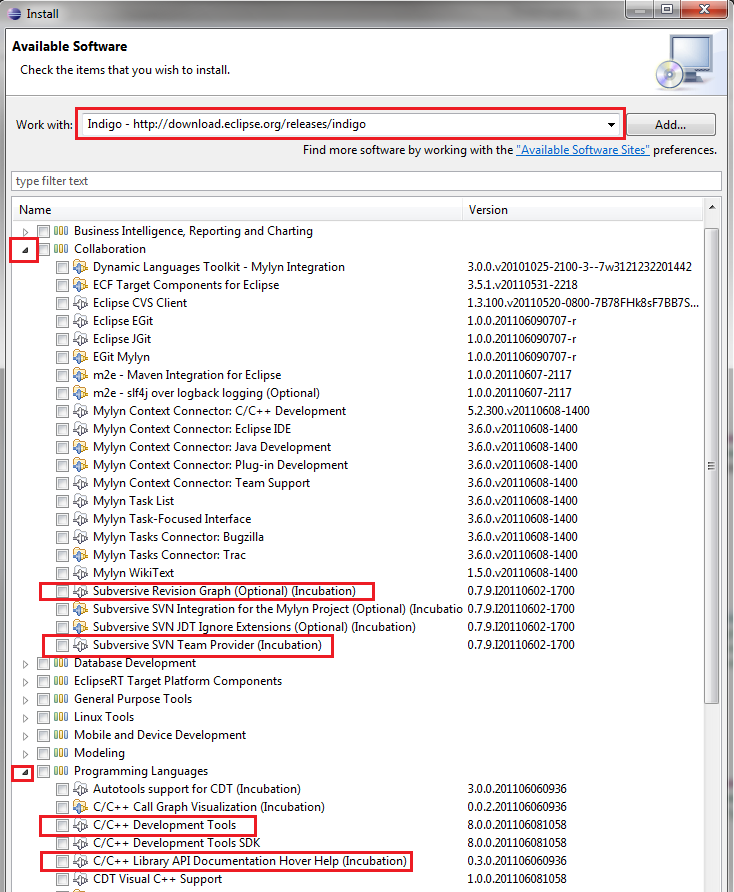 Install
Available Software
Check the items that you wish to install.
Work with: Indigo - http://download.eclipse.org/releases/indigo Add...
Find more software by working with the "Available Software Sites" preferences.
type filter text
Name Version
Business Intelligence, Reporting and Charting
Collaboration
Dynamic Languages Toolkit - Mylyn Integration 3.0.0.v20101025-2100-3--7w3121232201442
ECF Target Components for Eclipse 3.5.1.v20110531-2218
Eclipse CVS Client 1.3.100.v20110520-0800-7B78FHk8sF7BB7S...
Eclipse EGit 1.0.0.201106090707-r
Eclipse JGit 1.0.0.201106090707-r
EGit Mylyn 1.0.0.201106090707-r
m2e - Maven Integration for Eclipse 1.0.0.20110607-2117
m2e - slf4j over logback logging (Optional) 1.0.0.20110607-2117
Mylyn Context Connector: C/C++ Development 5.2.300.v20110608-1400
Mylyn Context Connector: Eclipse IDE 3.6.0.v20110608-1400
Mylyn Context Connector: Java Development 3.6.0.v20110608-1400
Mylyn Context Connector: Plug-in Development 3.6.0.v20110608-1400
Mylyn Context Connector: Team Support 3.6.0.v20110608-1400
Mylyn Task List 3.6.0.v20110608-1400
Mylyn Task-Focused Interface 3.6.0.v20110608-1400
Mylyn Tasks Connector: Bugzilla 3.6.0.v20110608-1400
Mylyn Tasks Connector: Trac 3.6.0.v20110608-1400
Mylyn WikiText 1.5.0.v20110608-1400
Subversive Revision Graph (Optional) (Incubation) 0.7.9.I20110602-1700
Subversive SVN Integration for the Mylyn Project (Optional) (Incubatio 0.7.9.I20110602-1700
Subversive SVN JDT Ignore Extensions (Optional) (Incubation) 0.7.9.I20110602-1700
Subversive SVN Team Provider (Incubation) 0.7.9.I20110602-1700
Database Development
EclipseRT Target Platform Components
General Purpose Tools
Linux Tools
Mobile and Device Development
Modeling
Programming Languages
Autotools support for CDT (Incubation) 3.0.0.201106060936
C/C++ Call Graph Visualization (Incubation) 0.0.2.201106060936
C/C++ Development Tools 8.0.0.201106081058
C/C++ Development Tools SDK 8.0.0.201106081058
C/C++ Library API Documentation Hover Help (Incubation) 0.3.0.201106060936
CDT Visual C++ Support 1.0.0.201106081058